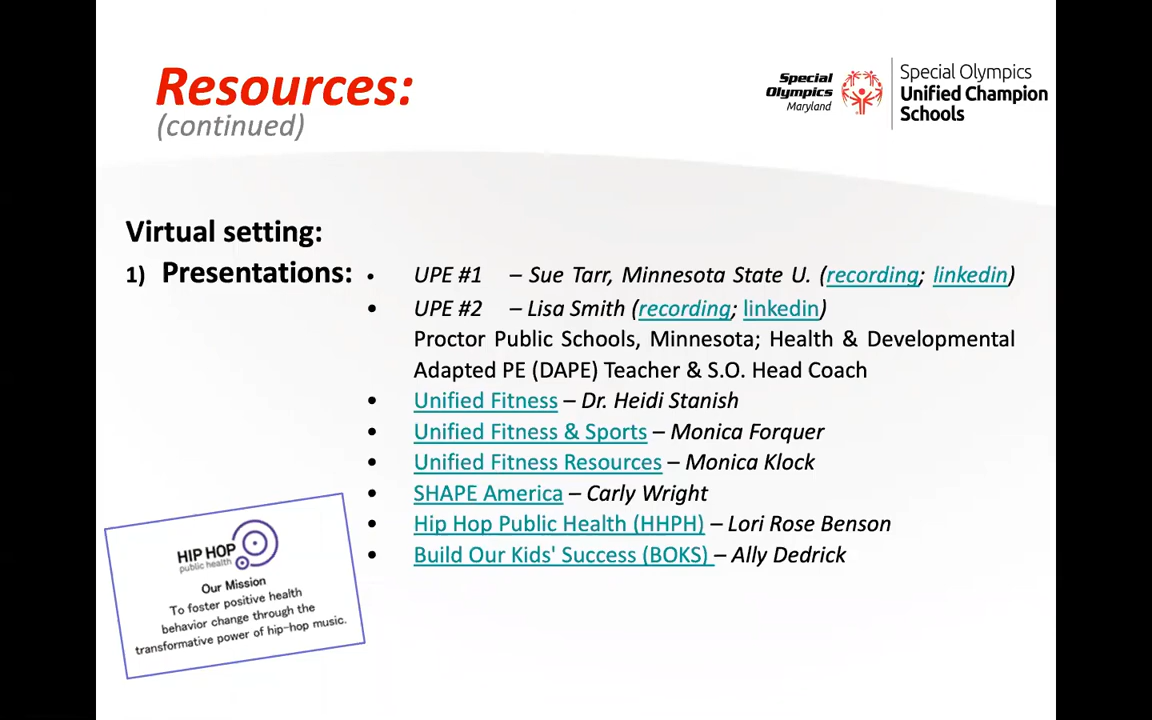 Resources:
(continued)
Special
Olympics
Maryland
Special Olympics
Unified Champion
Schools
Virtual setting:
1) Presentations:
• UPE #1 – Sue Tarr, Minnesota State U. (recording; linkedin)
• UPE #2 – Lisa Smith (recording; linkedin)
Proctor Public Schools, Minnesota; Health & Developmental
Adapted PE (DAPE) Teacher & S.O. Head Coach
• Unified Fitness – Dr. Heidi Stanish
• Unified Fitness & Sports – Monica Forquer
• Unified Fitness Resources – Monica Klock
• SHAPE America – Carly Wright
• Hip Hop Public Health (HHPH) – Lori Rose Benson
• Build Our Kids' Success (BOKS) – Ally Dedrick
HIP HOP
public health
Our Mission
To foster positive health
behavior change through the
transformative power of hip-hop music.